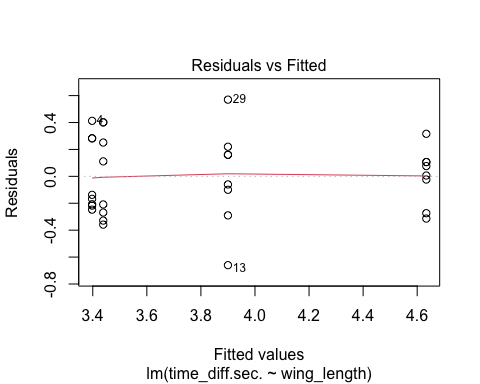 Residuals vs Fitted
Residuals
0.4
0.0
-0.4
-0.8
4
29
13
3.4 3.6 3.8 4.0 4.2 4.4 4.6
Fitted values
lm(time_diff.sec. ~ wing_length)